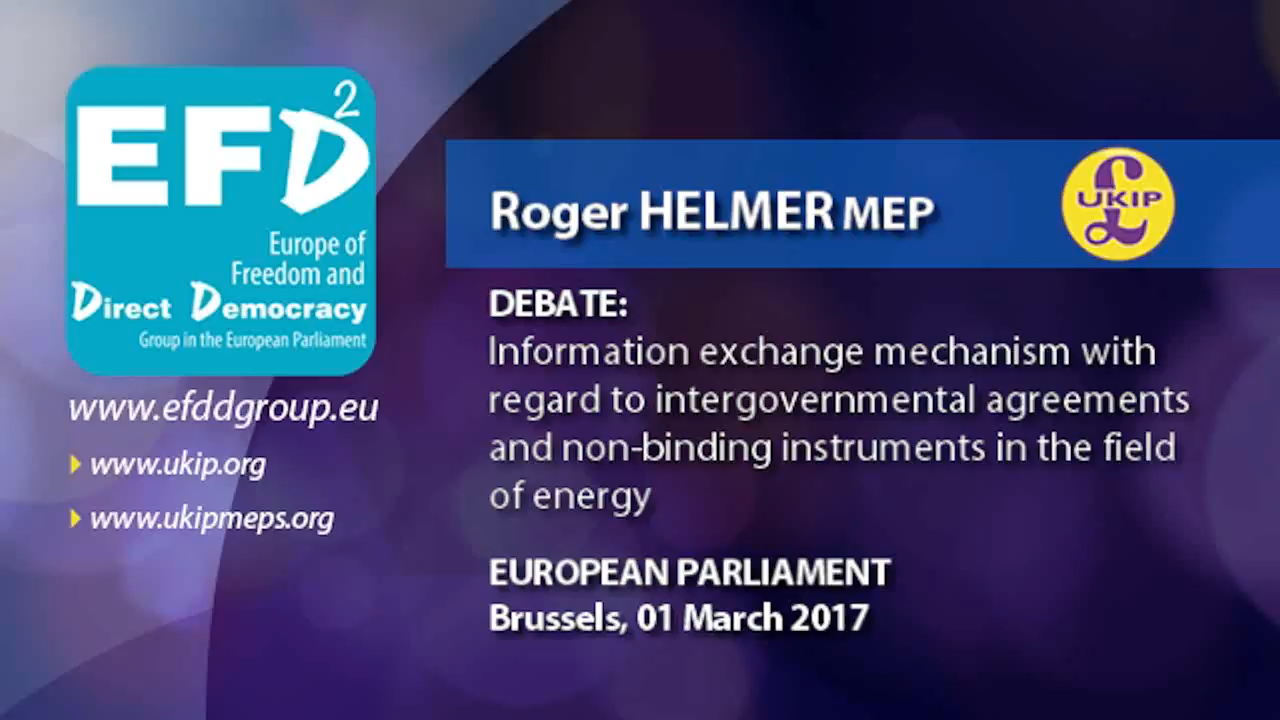 EFD2
Europe of
Freedom and
Direct Democracy
Group in the European Parliament
www.efddgroup.eu
www.ukip.org
www.ukipmeps.org
Roger HELMER MEP
£
UKIP
DEBATE:
Information exchange mechanism with
regard to intergovernmental agreements
and non-binding instruments in the field
of energy
EUROPEAN PARLIAMENT
Brussels, 01 March 2017